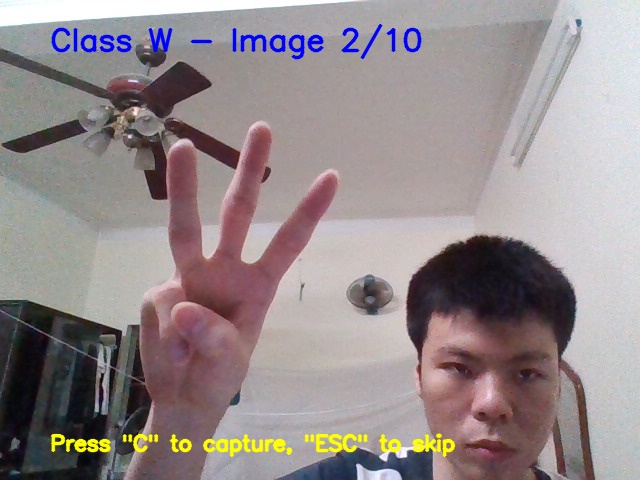 Class W - Image 2/10
Press "C" to capture, "ESC" to skip